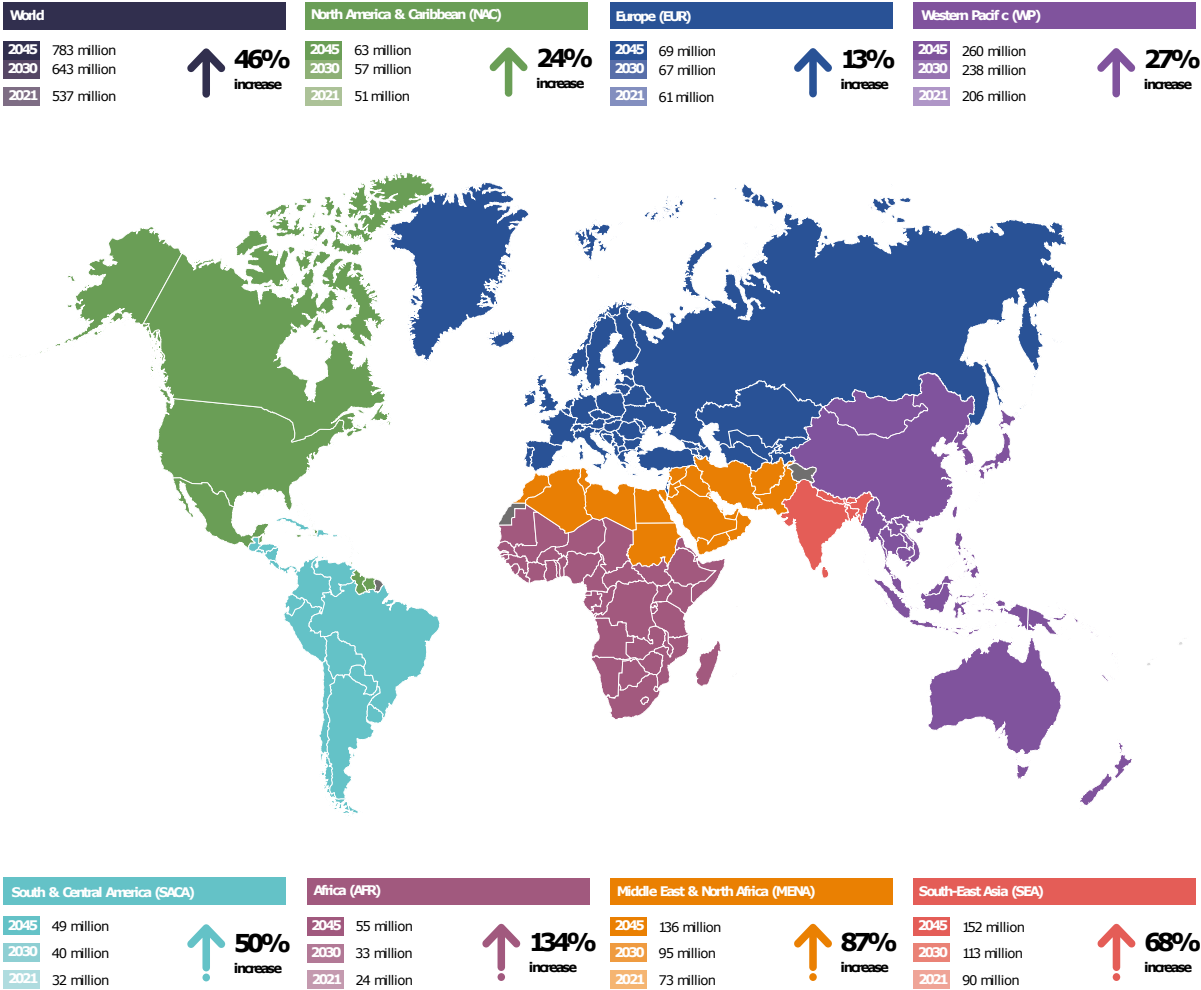 World
2045 783 million
2030 643 million
2021 537 million
46%
increase
North America & Caribbean (NAC)
2045 63 million
2030 57 million
2021 51 million
24%
increase
Europe (EUR)
2045 69 million
2030 67 million
2021 61 million
13%
increase
Western Pacif c (WP)
2045 260 million
2030 238 million
2021 206 million
27%
increase
South & Central America (SACA)
2045 49 million
2030 40 million
2021 32 million
50%
increase
Africa (AFR)
2045 55 million
2030 33 million
2021 24 million
134%
increase
Middle East & North Africa (MENA)
2045 136 million
2030 95 million
2021 73 million
87%
increase
South-East Asia (SEA)
2045 152 million
2030 113 million
2021 90 million
68%
increase